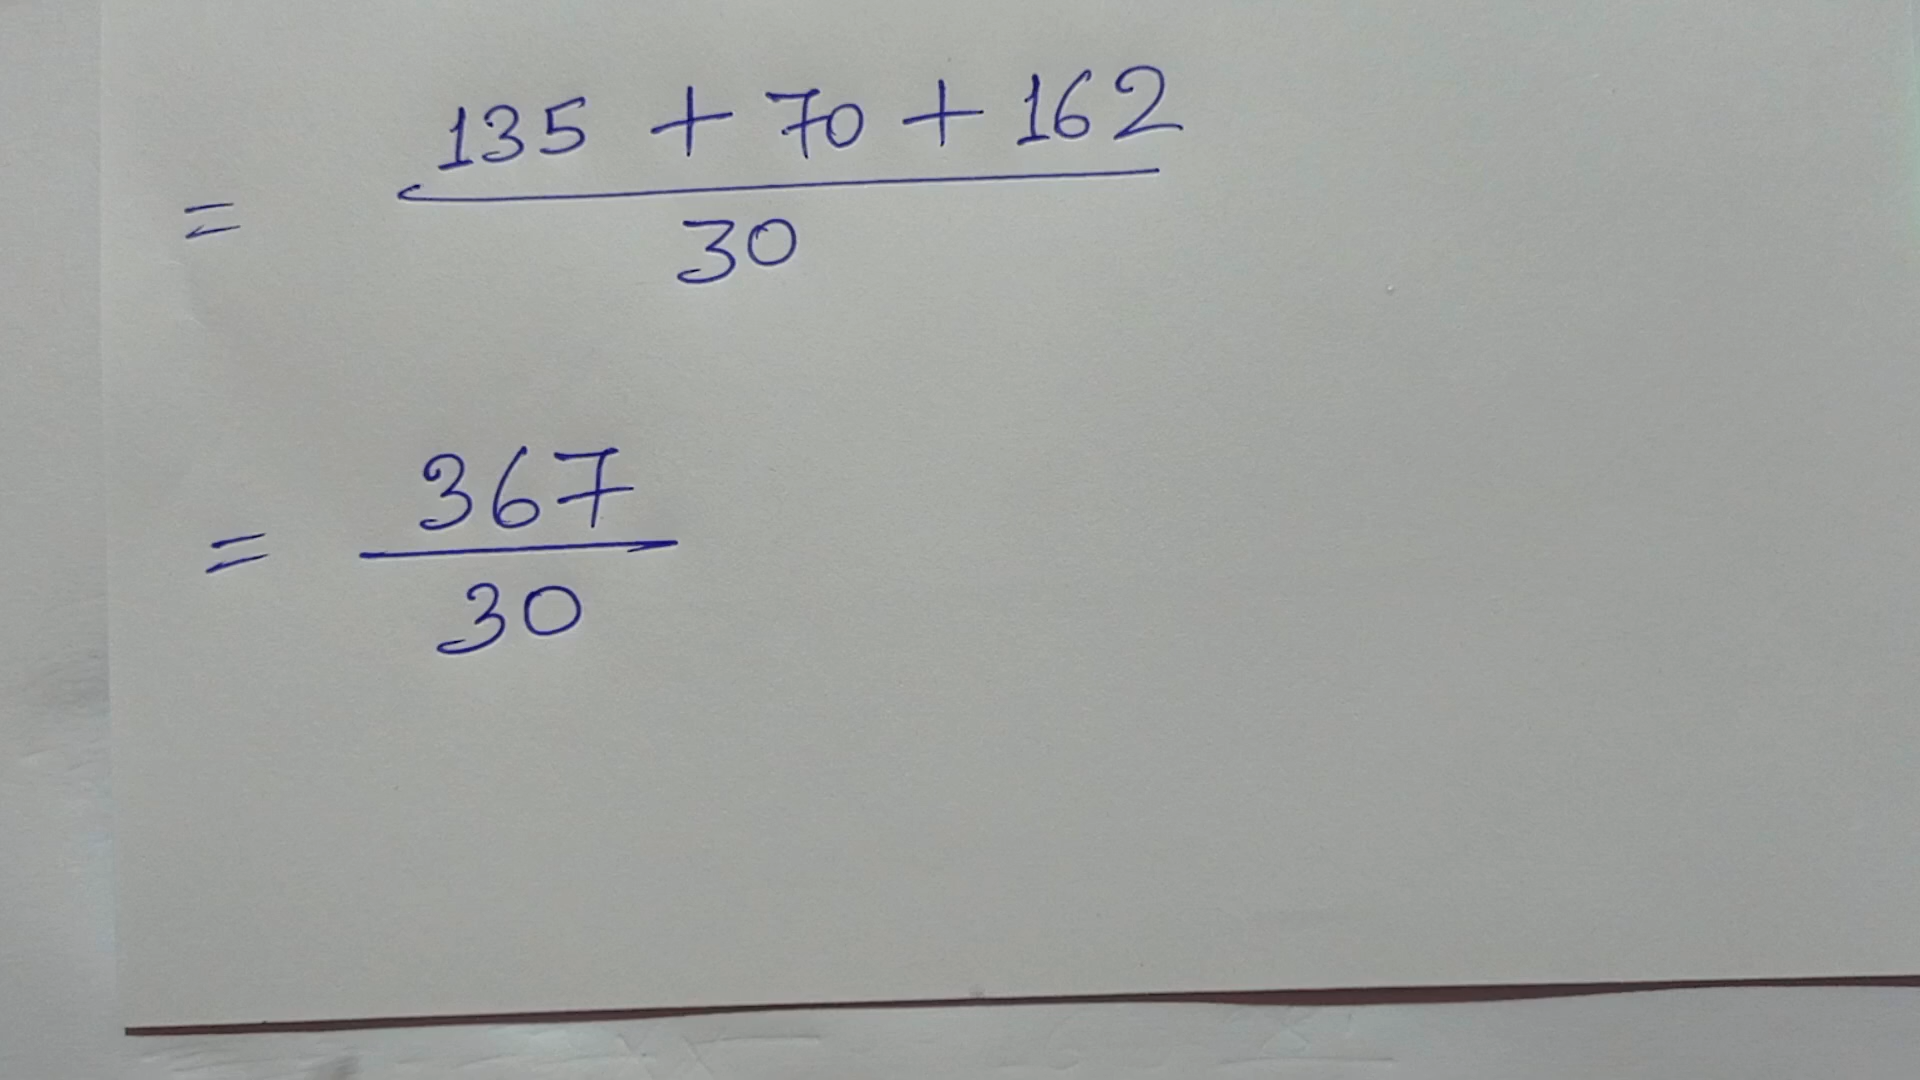 = 135 + 70 + 162 / 30
= 367 / 30